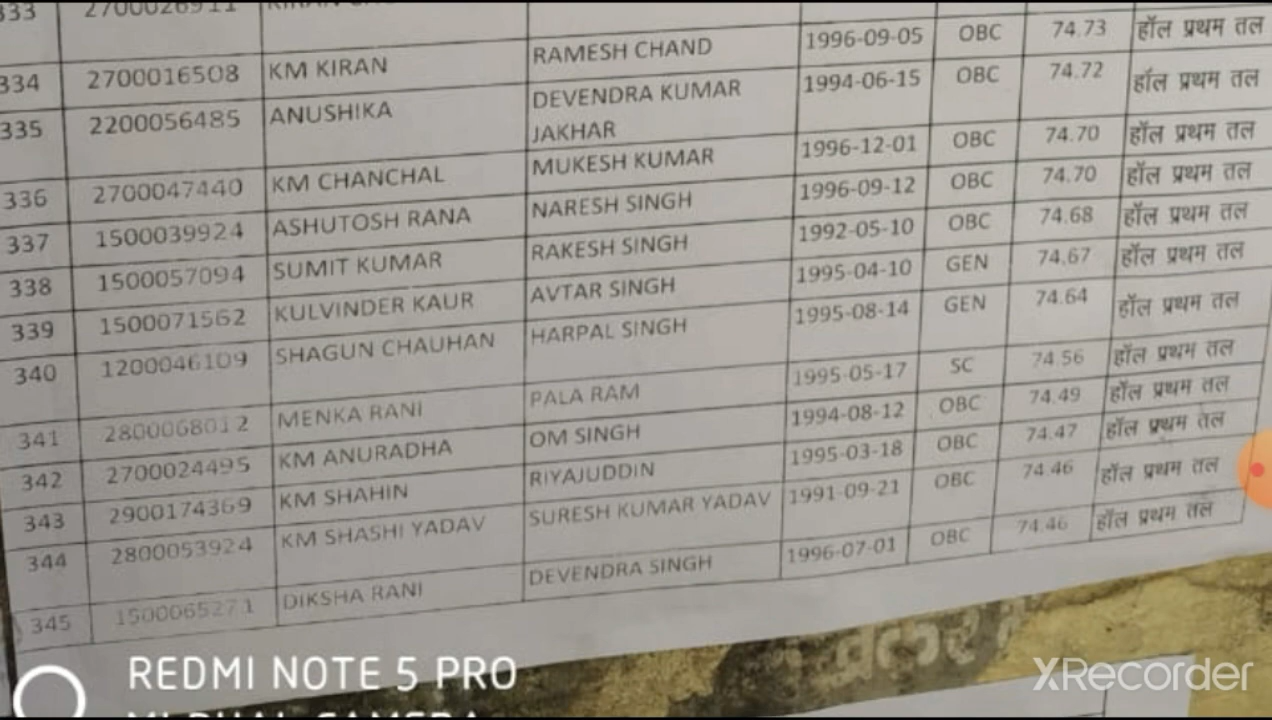 333 2700026911
334 2700016508 KM KIRAN RAMESH CHAND 1996-09-05 OBC 74.73 हॉल प्रथम तल
335 2200056485 ANUSHIKA DEVENDRA KUMAR 1994-06-15 OBC 74.72 हॉल प्रथम तल
JAKHAR
336 2700047440 KM CHANCHAL MUKESH KUMAR 1996-12-01 OBC 74.70 हॉल प्रथम तल
337 1500039924 ASHUTOSH RANA NARESH SINGH 1996-09-12 OBC 74.70 हॉल प्रथम तल
338 1500057094 SUMIT KUMAR RAKESH SINGH 1992-05-10 OBC 74.68 हॉल प्रथम तल
339 1500071562 KULVINDER KAUR AVTAR SINGH 1995-04-10 GEN 74.67 हॉल प्रथम तल
340 1200046109 SHAGUN CHAUHAN HARPAL SINGH 1995-08-14 GEN 74.64 हॉल प्रथम तल
341 2800068012 MENKA RANI PALA RAM 1995-05-17 SC 74.56 हॉल प्रथम तल
342 2700024495 KM ANURADHA OM SINGH 1994-08-12 OBC 74.49 हॉल प्रथम तल
343 2900174369 KM SHAHIN RIYAJUDDIN 1995-03-18 OBC 74.47 हॉल प्रथम तल
344 2800053924 KM SHASHI YADAV SURESH KUMAR YADAV 1991-09-21 OBC 74.46 हॉल प्रथम तल
345 1500065271 DIKSHA RANI DEVENDRA SINGH 1996-07-01 OBC 74.46 हॉल प्रथम तल
REDMI NOTE 5 PRO
MI DUAL CAMERA
XRecorder